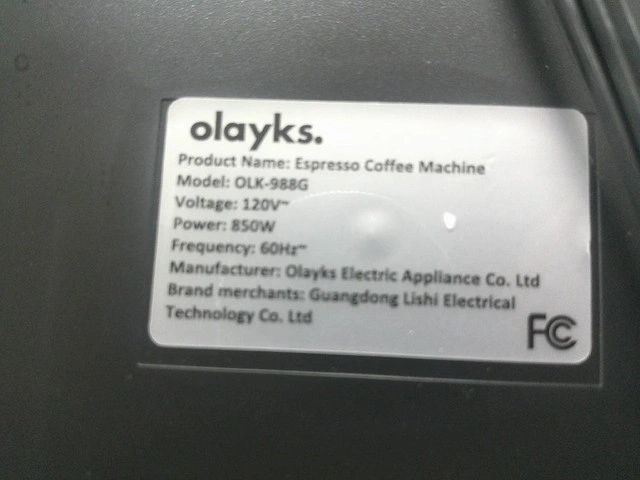 olayks.
Product Name: Espresso Coffee Machine
Model: OLK-988G
Voltage: 120V~
Power: 850W
Frequency: 60Hz~
Manufacturer: Olayks Electric Appliance Co. Ltd
Brand merchants: Guangdong Lishi Electrical
Technology Co. Ltd
FC